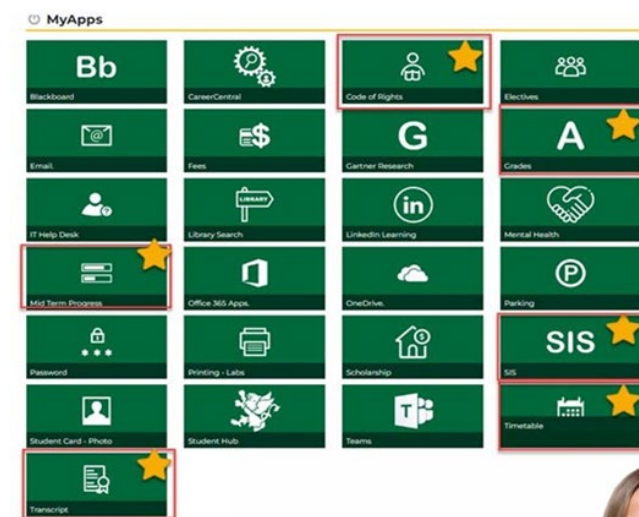 MyApps
Bb
Blackboard
CareerCentral
Code of Rights
Electives
@
Email.
$
Fees
G
Gartner Research
A
Grades
?
IT Help Desk
LIBRARY
Library Search
in
LinkedIn Learning
Mental Health
Mid Term Progress
Office 365 Apps.
OneDrive.
P
Parking
***
Password
Printing - Labs
$
Scholarship
SIS
SIS
Student Card - Photo
Student Hub
T
Teams
Timetable
Transcript